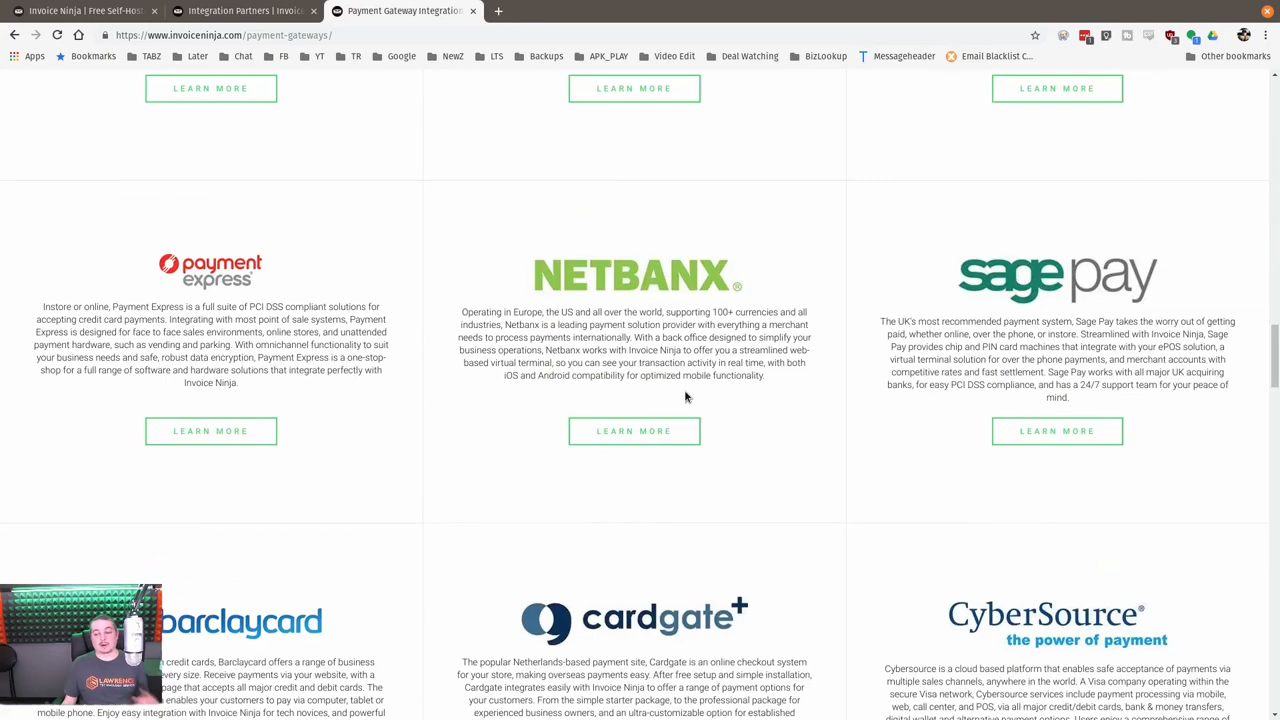 Invoice Ninja | Free Self-Host
Integration Partners | Invoice
Payment Gateway Integration
https://www.invoiceninja.com/payment-gateways/
Apps
Bookmarks
TABZ
Later
Chat
FB
YT
TR
Google
NewZ
LTS
Backups
APK_PLAY
Video Edit
Deal Watching
BizLookup
Messageheader
Email Blacklist C...
Other bookmarks
LEARN MORE
LEARN MORE
LEARN MORE
payment
express
Instore or online, Payment Express is a full suite of PCI DSS compliant solutions for
accepting credit card payments. Integrating with most point of sale systems, Payment
Express is designed for face to face sales environments, online stores, and unattended
payment hardware, such as vending and parking. With omnichannel functionality to suit
your business needs and safe, robust data encryption, Payment Express is a one-stop-
shop for a full range of software and hardware solutions that integrate perfectly with
Invoice Ninja.
LEARN MORE
NETBANX®
Operating in Europe, the US and all over the world, supporting 100+ currencies and all
industries, Netbanx is a leading payment solution provider with everything a merchant
needs to process payments internationally. With a back office designed to simplify your
business operations, Netbanx works with Invoice Ninja to offer you a streamlined web-
based virtual terminal, so you can see your transaction activity in real time, with both
iOS and Android compatibility for optimized mobile functionality.
LEARN MORE
sage pay
The UK's most recommended payment system, Sage Pay takes the worry out of getting
paid, whether online, over the phone, or instore. Streamlined with Invoice Ninja, Sage
Pay provides chip and PIN card machines that integrate with your ePOS solution, a
virtual terminal solution for over the phone payments, and merchant accounts with
competitive rates and fast settlement. Sage Pay works with all major UK acquiring
banks, for easy PCI DSS compliance, and has a 24/7 support team for your peace of
mind.
LEARN MORE
barclaycard
credit cards, Barclaycard offers a range of business
every size. Receive payments via your website, with a
page that accepts all major credit and debit cards. The
enables your customers to pay via computer, tablet or
mobile phone. Enjoy easy integration with Invoice Ninja for tech novices, and powerful
cardgate+
The popular Netherlands-based payment site, Cardgate is an online checkout system
for your store, making overseas payments easy. After free setup and simple installation,
Cardgate integrates easily with Invoice Ninja to offer a range of payment options for
your customers. From the simple starter package, to the professional package for
experienced business owners, and an ultra-customizable option for established
CyberSource®
the power of payment
Cybersource is a cloud based platform that enables safe acceptance of payments via
multiple sales channels, anywhere in the world. A Visa company operating within the
secure Visa network, Cybersource services include payment processing via mobile,
web, call center, and POS, via all major credit/debit cards, bank & money transfers,
digital wallet and alternative payment options. Users enjoy a comprehensive range of
LAWRENCE